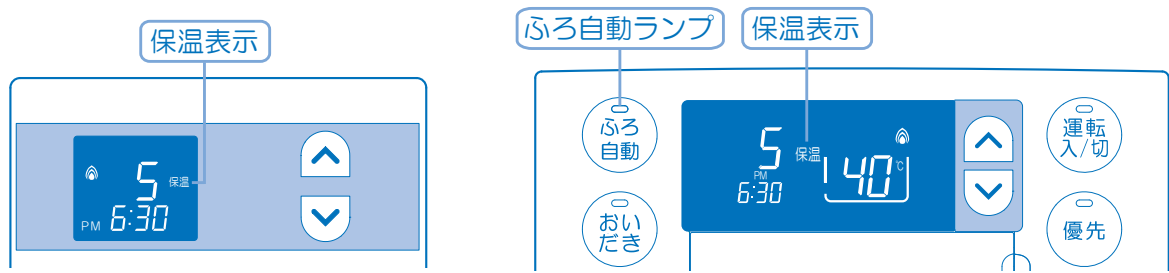 保温表示
5
保温
PM 6:30
ふろ自動ランプ
保温表示
ふろ
自動
おい
だき
5
保温
PM
6:30
40
℃
運転
入/切
優先